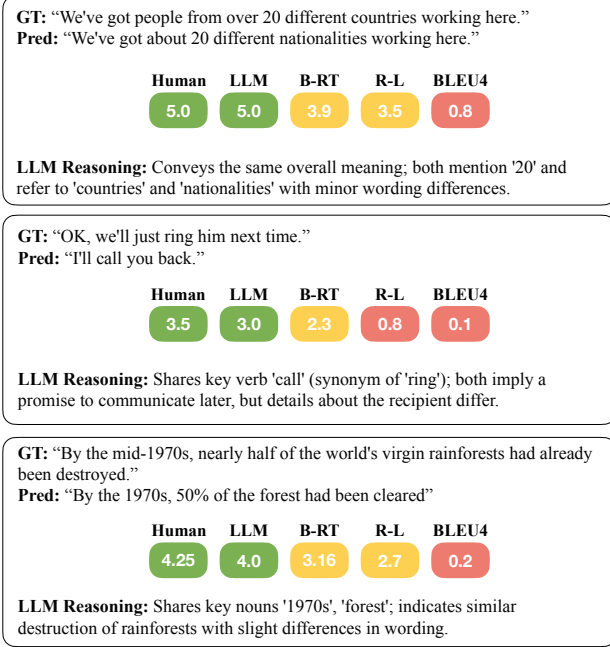 GT: “We've got people from over 20 different countries working here.”
Pred: “We've got about 20 different nationalities working here.”
Human LLM B-RT R-L BLEU4
5.0 5.0 3.9 3.5 0.8
LLM Reasoning: Conveys the same overall meaning; both mention '20' and
refer to 'countries' and 'nationalities' with minor wording differences.
GT: “OK, we'll just ring him next time.”
Pred: “I'll call you back.”
Human LLM B-RT R-L BLEU4
3.5 3.0 2.3 0.8 0.1
LLM Reasoning: Shares key verb 'call' (synonym of 'ring'); both imply a
promise to communicate later, but details about the recipient differ.
GT: “By the mid-1970s, nearly half of the world's virgin rainforests had already
been destroyed.”
Pred: “By the 1970s, 50% of the forest had been cleared”
Human LLM B-RT R-L BLEU4
4.25 4.0 3.16 2.7 0.2
LLM Reasoning: Shares key nouns '1970s', 'forest'; indicates similar
destruction of rainforests with slight differences in wording.